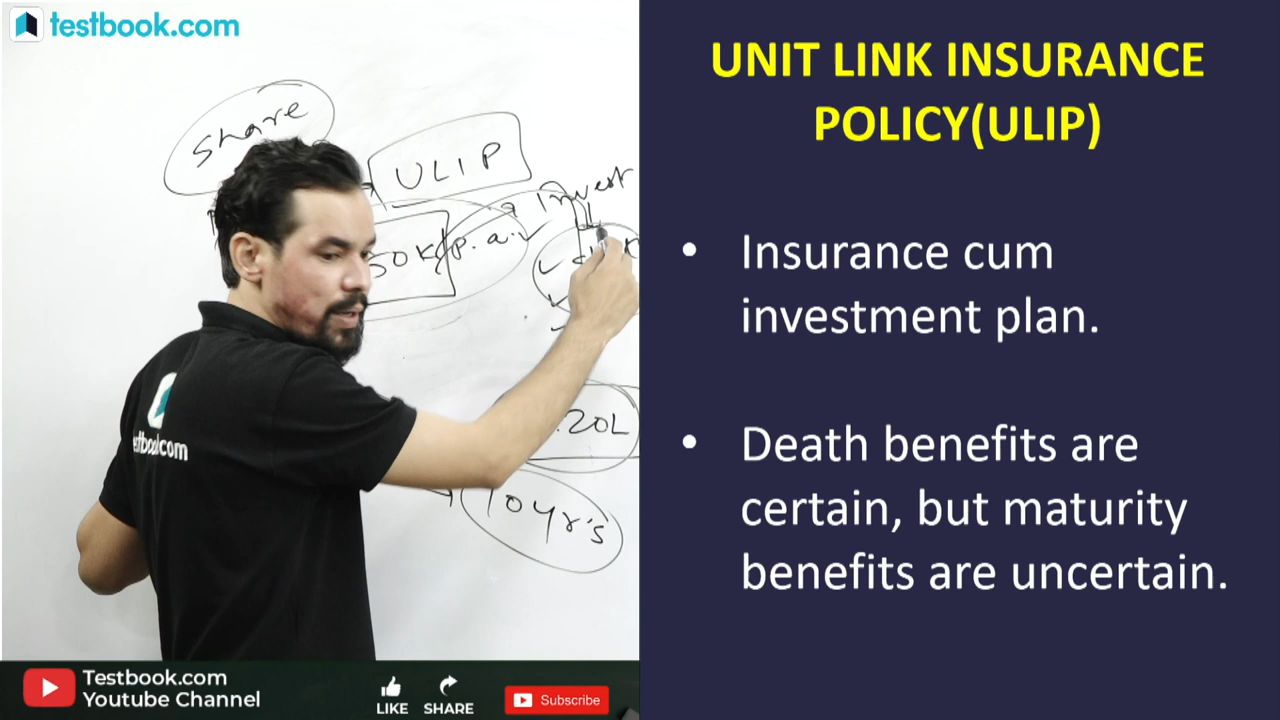 testbook.com
share
ULIP
Invest
50K p.a.
20L
10yr's
testbook.com
UNIT LINK INSURANCE
POLICY(ULIP)
• Insurance cum
investment plan.
• Death benefits are
certain, but maturity
benefits are uncertain.
Testbook.com
Youtube Channel
LIKE
SHARE
Subscribe